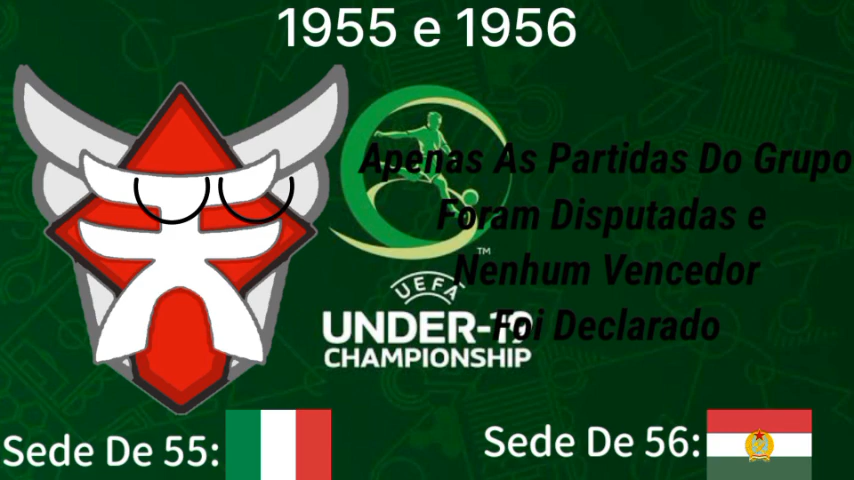 1955 e 1956
Apenas As Partidas Do Grupo
Foram Disputadas e
Nenhum Vencedor
Foi Declarado
TM
UEFA
UNDER-19
CHAMPIONSHIP
Sede De 55:
Sede De 56: